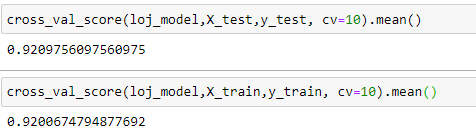 cross_val_score(loj_model,X_test,y_test, cv=10).mean()
0.9209756097560975
cross_val_score(loj_model,X_train,y_train, cv=10).mean()
0.9200674794877692